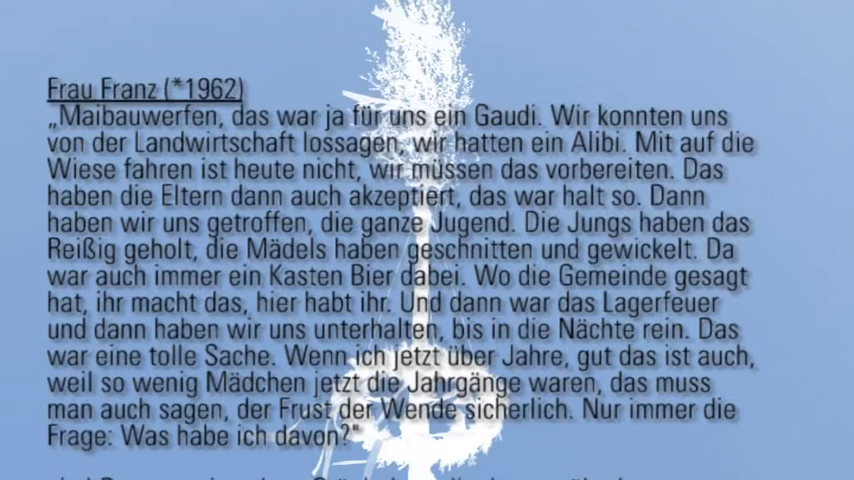 Frau Franz (*1962)
„Maibauwerfen, das war ja für uns ein Gaudi. Wir konnten uns
von der Landwirtschaft lossagen, wir hatten ein Alibi. Mit auf die
Wiese fahren ist heute nicht, wir müssen das vorbereiten. Das
haben die Eltern dann auch akzeptiert, das war halt so. Dann
haben wir uns getroffen, die ganze Jugend. Die Jungs haben das
Reißig geholt, die Mädels haben geschnitten und gewickelt. Da
war auch immer ein Kasten Bier dabei. Wo die Gemeinde gesagt
hat, ihr macht das, hier habt ihr. Und dann war das Lagerfeuer
und dann haben wir uns unterhalten, bis in die Nächte rein. Das
war eine tolle Sache. Wenn ich jetzt über Jahre, gut das ist auch,
weil so wenig Mädchen jetzt die Jahrgänge waren, das muss
man auch sagen, der Frust der Wende sicherlich. Nur immer die
Frage: Was habe ich davon?"